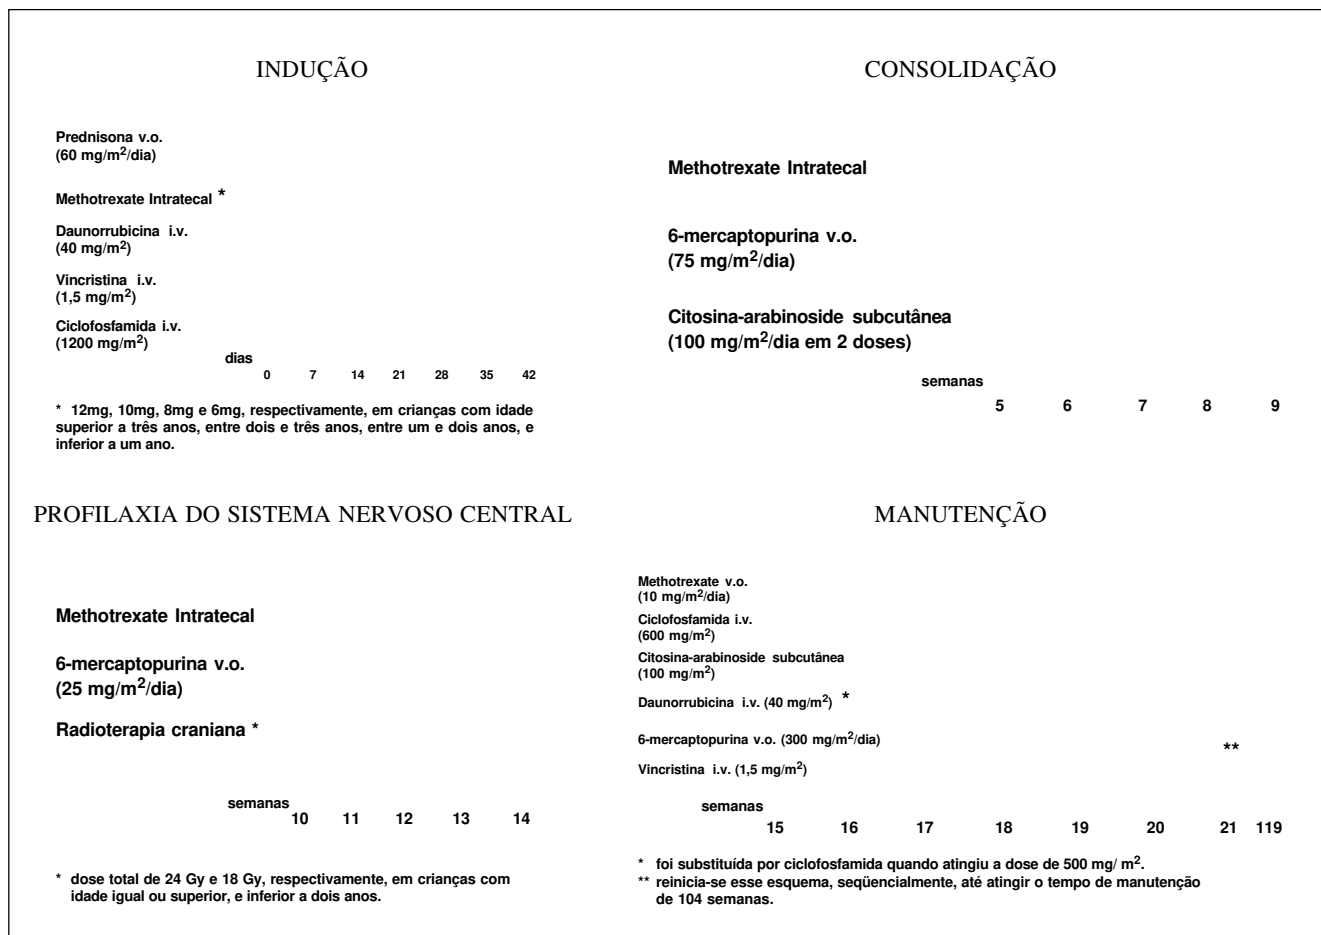 INDUÇÃO
Prednisona v.o.
(60 mg/m²/dia)
Methotrexate Intratecal *
Daunorrubicina i.v.
(40 mg/m²)
Vincristina i.v.
(1,5 mg/m²)
Ciclofosfamida i.v.
(1200 mg/m²)
dias
0 7 14 21 28 35 42
* 12mg, 10mg, 8mg e 6mg, respectivamente, em crianças com idade
superior a três anos, entre dois e três anos, entre um e dois anos, e
inferior a um ano.
CONSOLIDAÇÃO
Methotrexate Intratecal
6-mercaptopurina v.o.
(75 mg/m²/dia)
Citosina-arabinoside subcutânea
(100 mg/m²/dia em 2 doses)
semanas
5 6 7 8 9
PROFILAXIA DO SISTEMA NERVOSO CENTRAL
Methotrexate Intratecal
6-mercaptopurina v.o.
(25 mg/m²/dia)
Radioterapia craniana *
semanas
10 11 12 13 14
* dose total de 24 Gy e 18 Gy, respectivamente, em crianças com
idade igual ou superior, e inferior a dois anos.
MANUTENÇÃO
Methotrexate v.o.
(10 mg/m²/dia)
Ciclofosfamida i.v.
(600 mg/m²)
Citosina-arabinoside subcutânea
(100 mg/m²)
Daunorrubicina i.v. (40 mg/m²) *
6-mercaptopurina v.o. (300 mg/m²/dia)
**
Vincristina i.v. (1,5 mg/m²)
semanas
15 16 17 18 19 20 21 119
* foi substituída por ciclofosfamida quando atingiu a dose de 500 mg/ m².
** reinicia-se esse esquema, seqüencialmente, até atingir o tempo de manutenção
de 104 semanas.